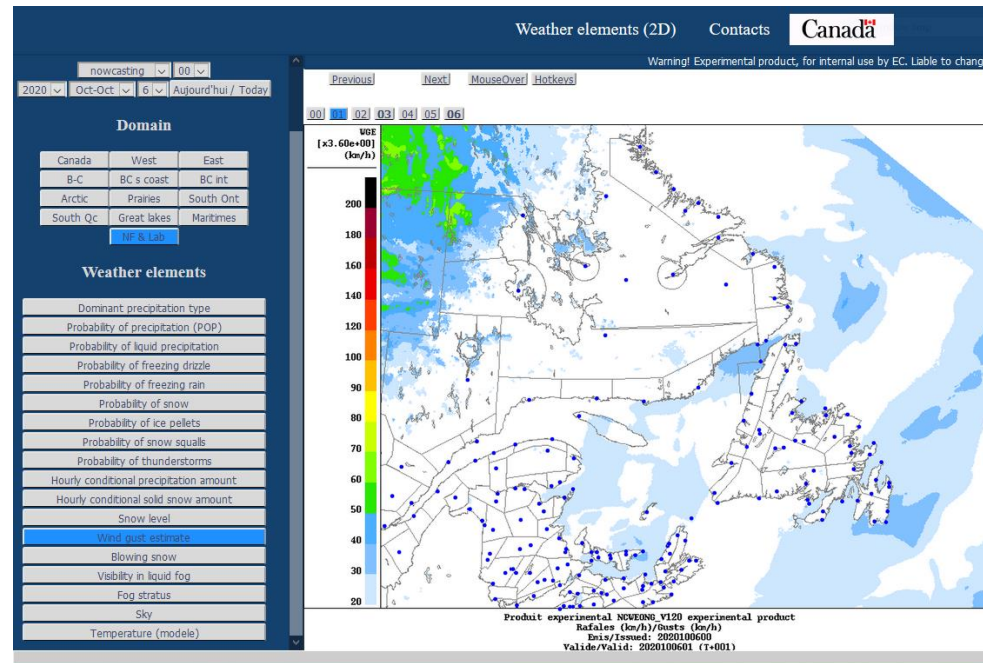 Weather elements (2D) Contacts Canada
Warning! Experimental product, for internal use by EC. Liable to chang
nowcasting 00
2020 Oct-Oct 6 Aujourd'hui / Today
Previous Next MouseOver Hotkeys
00 01 02 03 04 05 06
Domain
Canada West East
B-C BC s coast BC int
Arctic Prairies South Ont
South Qc Great lakes Maritimes
NF & Lab
Weather elements
Dominant precipitation type
Probability of precipitation (POP)
Probability of liquid precipitation
Probability of freezing drizzle
Probability of freezing rain
Probability of snow
Probability of ice pellets
Probability of snow squalls
Probability of thunderstorms
Hourly conditional precipitation amount
Hourly conditional solid snow amount
Snow level
Wind gust estimate
Blowing snow
Visibility in liquid fog
Fog stratus
Sky
Temperature (modele)
WGE
[x3.60e+00]
(km/h)
200
180
160
140
120
100
90
80
70
60
50
40
30
20
Produit experimental NCWEONG_V120 experimental product
Rafales (km/h)/Gusts (km/h)
Emis/Issued: 2020100600
Valide/Valid: 2020100601 (T+001)